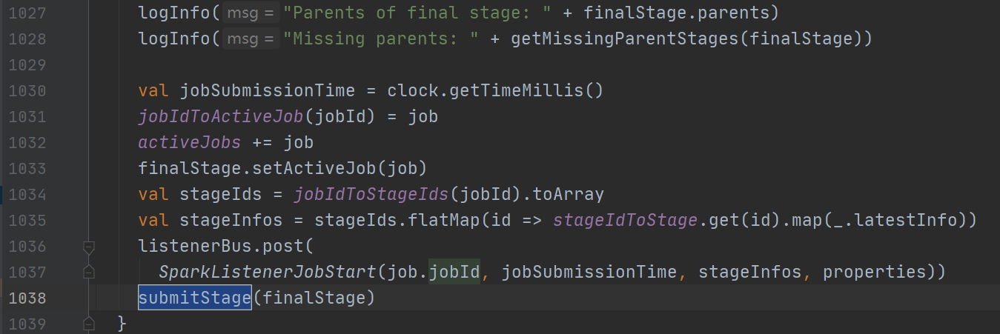 1027 logInfo( msg = "Parents of final stage: " + finalStage.parents)
1028 logInfo( msg = "Missing parents: " + getMissingParentStages(finalStage))
1029
1030 val jobSubmissionTime = clock.getTimeMillis()
1031 jobIdToActiveJob(jobId) = job
1032 activeJobs += job
1033 finalStage.setActiveJob(job)
1034 val stageIds = jobIdToStageIds(jobId).toArray
1035 val stageInfos = stageIds.flatMap(id => stageIdToStage.get(id).map(_.latestInfo))
1036 listenerBus.post(
1037 SparkListenerJobStart(job.jobId, jobSubmissionTime, stageInfos, properties))
1038 submitStage(finalStage)
1039 }